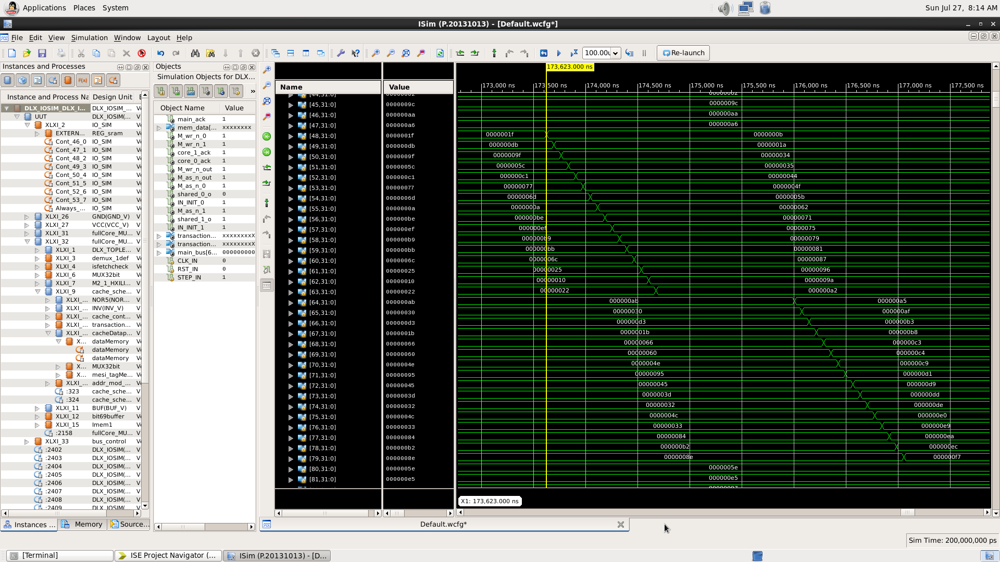 Applications Places System Sun Jul 27, 8:14 AM
ISim (P.20131013) - [Default.wcfg*]
File Edit View Simulation Window Layout Help
100.00u Re-launch
Instances and Processes
Instance and Process Na Design Unit
DLX_IOSIM_DLX_I... DLX_IOSIM_...
UUT DLX_IOSIM(...
XLXI_2 IO_SIM
EXTERN... REG_sram
Cont_46_0 IO_SIM
Cont_47_1 IO_SIM
Cont_48_2 IO_SIM
Cont_49_3 IO_SIM
Cont_50_4 IO_SIM
Cont_51_5 IO_SIM
Cont_52_6 IO_SIM
Cont_53_7 IO_SIM
Always_... IO_SIM
XLXI_26 GND(GND_V)
XLXI_27 VCC(VCC_V)
XLXI_31 fullCore_MU...
XLXI_32 fullCore_MU...
XLXI_1 DLX_TOPLE...
XLXI_3 demux_1def
XLXI_4 isfetchcheck
XLXI_6 MUX32bit
XLXI_7 M2_1_HXILI...
XLXI_9 cache_sche...
XLXI_... NOR5(NOR...
XLXI_... INV(INV_V)
XLXI_... cache_cont...
XLXI_... transaction...
XLXI_... cacheDatap...
X... dataMemory
dataMemory
dataMemory
X... MUX32bit
X... mesi_tagMe...
XLXI_... addr_mod_...
:323 cache_sche...
:324 cache_sche...
XLXI_11 BUF(BUF_V)
XLXI_12 bit69buffer
XLXI_15 Imem1
:2158 fullCore_MU...
XLXI_33 bus_control
:2402 DLX_IOSIM(...
:2403 DLX_IOSIM(...
:2404 DLX_IOSIM(...
:2405 DLX_IOSIM(...
:2406 DLX_IOSIM(...
:2407 DLX_IOSIM(...
:2408 DLX_IOSIM(...
:2409 DLX_IOSIM(...
Instances ... Memory Source...
Objects
Simulation Objects for DLX...
»
Object Name Value
main_ack 1
mem_data[... xxxxxxxx
M_wr_n_0 1
M_wr_n_1 1
core_1_ack 1
core_0_ack 1
M_wr_n_out 1
M_as_n_out 1
M_as_n_0 1
shared_0_o 0
IN_INIT_0 1
M_as_n_1 1
shared_1_o 0
IN_INIT_1 1
transaction... xxxxxxxxX
transaction... xxxxxxxxX
main_bus[6... 000000000
CLK_IN 0
RST_IN 0
STEP_IN 1
173,623.000 ns
Name Value
173,000 ns 173,500 ns 174,000 ns 174,500 ns 175,000 ns 175,500 ns 176,000 ns 176,500 ns 177,000 ns 177,500 ns
[44,31:0] 00000002 00000002
[45,31:0] 0000009c 0000009c
[46,31:0] 000000aa 000000aa
[47,31:0] 000000a6 000000a6
[48,31:0] 0000001f 0000001f 0000000b
[49,31:0] 000000db 000000db 0000001a
[50,31:0] 0000009f 0000009f 00000034
[51,31:0] 0000005c 0000005c 00000035
[52,31:0] 000000c1 000000c1 00000044
[53,31:0] 00000077 00000077 0000004f
[54,31:0] 0000006d 0000006d 0000005b
[55,31:0] 0000000a 0000000a 00000062
[56,31:0] 000000be 000000be 00000071
[57,31:0] 000000ef 000000ef 00000075
[58,31:0] 000000b9 000000b9 00000079
[59,31:0] 000000bb 000000bb 00000081
[60,31:0] 0000006c 0000006c 00000087
[61,31:0] 00000025 00000025 00000096
[62,31:0] 00000010 00000010 0000009a
[63,31:0] 00000022 00000022 000000a2
[64,31:0] 000000ab 000000ab 000000a5
[65,31:0] 00000030 00000030 000000af
[66,31:0] 000000d3 000000d3 000000b3
[67,31:0] 0000001b 0000001b 000000b8
[68,31:0] 00000066 00000066 000000c3
[69,31:0] 00000060 00000060 000000c4
[70,31:0] 0000004e 0000004e 000000c9
[71,31:0] 00000095 00000095 000000d1
[72,31:0] 00000045 00000045 000000d9
[73,31:0] 0000003d 0000003d 000000dd
[74,31:0] 00000032 00000032 000000de
[75,31:0] 0000004c 0000004c 000000e0
[76,31:0] 00000033 00000033 000000e9
[77,31:0] 00000084 00000084 000000ea
[78,31:0] 000000b2 000000b2 000000ec
[79,31:0] 0000008e 0000008e 000000f7
[80,31:0] 0000005e 0000005e
[81,31:0] 000000e5 000000e5
X1: 173,623.000 ns
Default.wcfg*
Sim Time: 200,000,000 ps
[Terminal] ISE Project Navigator (... ISim (P.20131013) - [D...